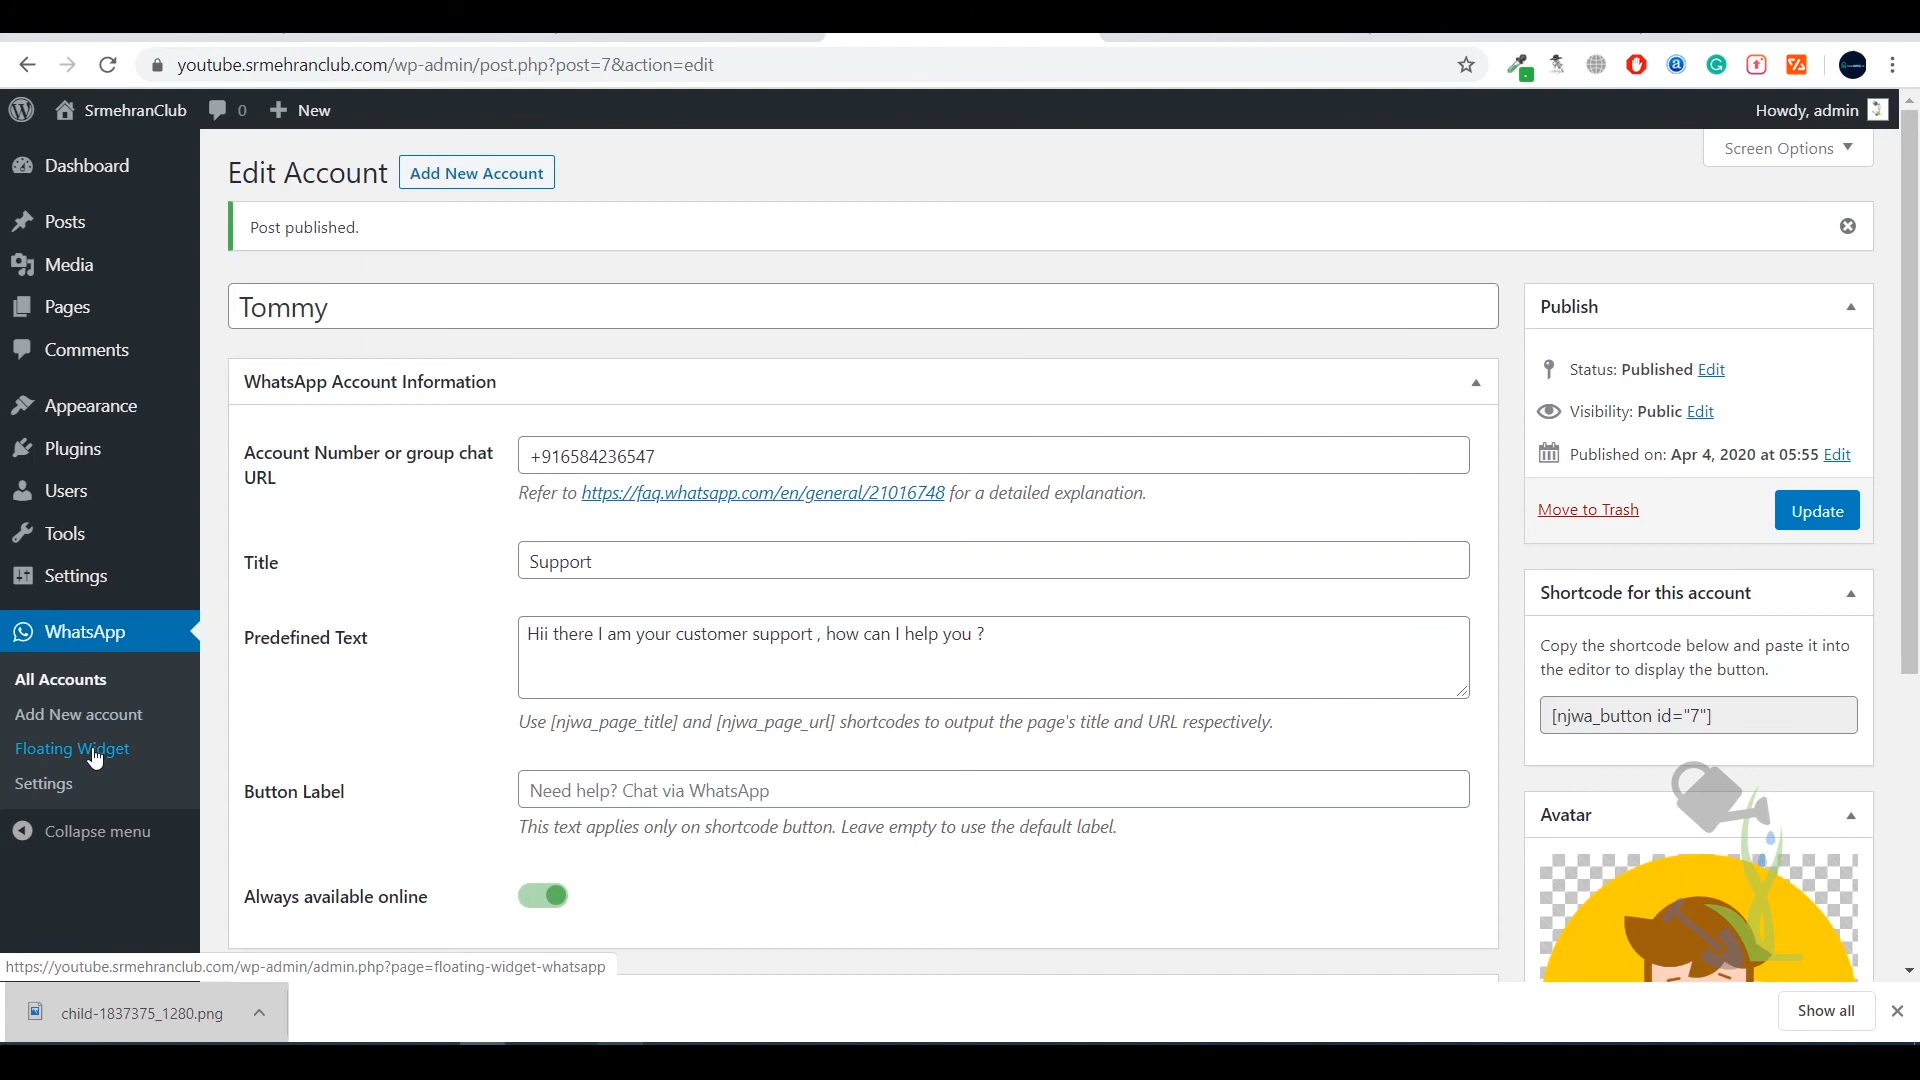 youtube.srmehranclub.com/wp-admin/post.php?post=7&action=edit
SrmehranClub
0
New
Howdy, admin
Dashboard
Posts
Media
Pages
Comments
Appearance
Plugins
Users
Tools
Settings
WhatsApp
All Accounts
Add New account
Floating Widget
Settings
Collapse menu
Screen Options
Edit Account
Add New Account
Post published.
Tommy
WhatsApp Account Information
Account Number or group chat
URL
+916584236547
Refer to https://faq.whatsapp.com/en/general/21016748 for a detailed explanation.
Title
Support
Predefined Text
Hii there I am your customer support , how can I help you ?
Use [njwa_page_title] and [njwa_page_url] shortcodes to output the page's title and URL respectively.
Button Label
Need help? Chat via WhatsApp
This text applies only on shortcode button. Leave empty to use the default label.
Always available online
Publish
Status: Published Edit
Visibility: Public Edit
Published on: Apr 4, 2020 at 05:55 Edit
Move to Trash
Update
Shortcode for this account
Copy the shortcode below and paste it into
the editor to display the button.
[njwa_button id="7"]
Avatar
https://youtube.srmehranclub.com/wp-admin/admin.php?page=floating-widget-whatsapp
child-1837375_1280.png
Show all